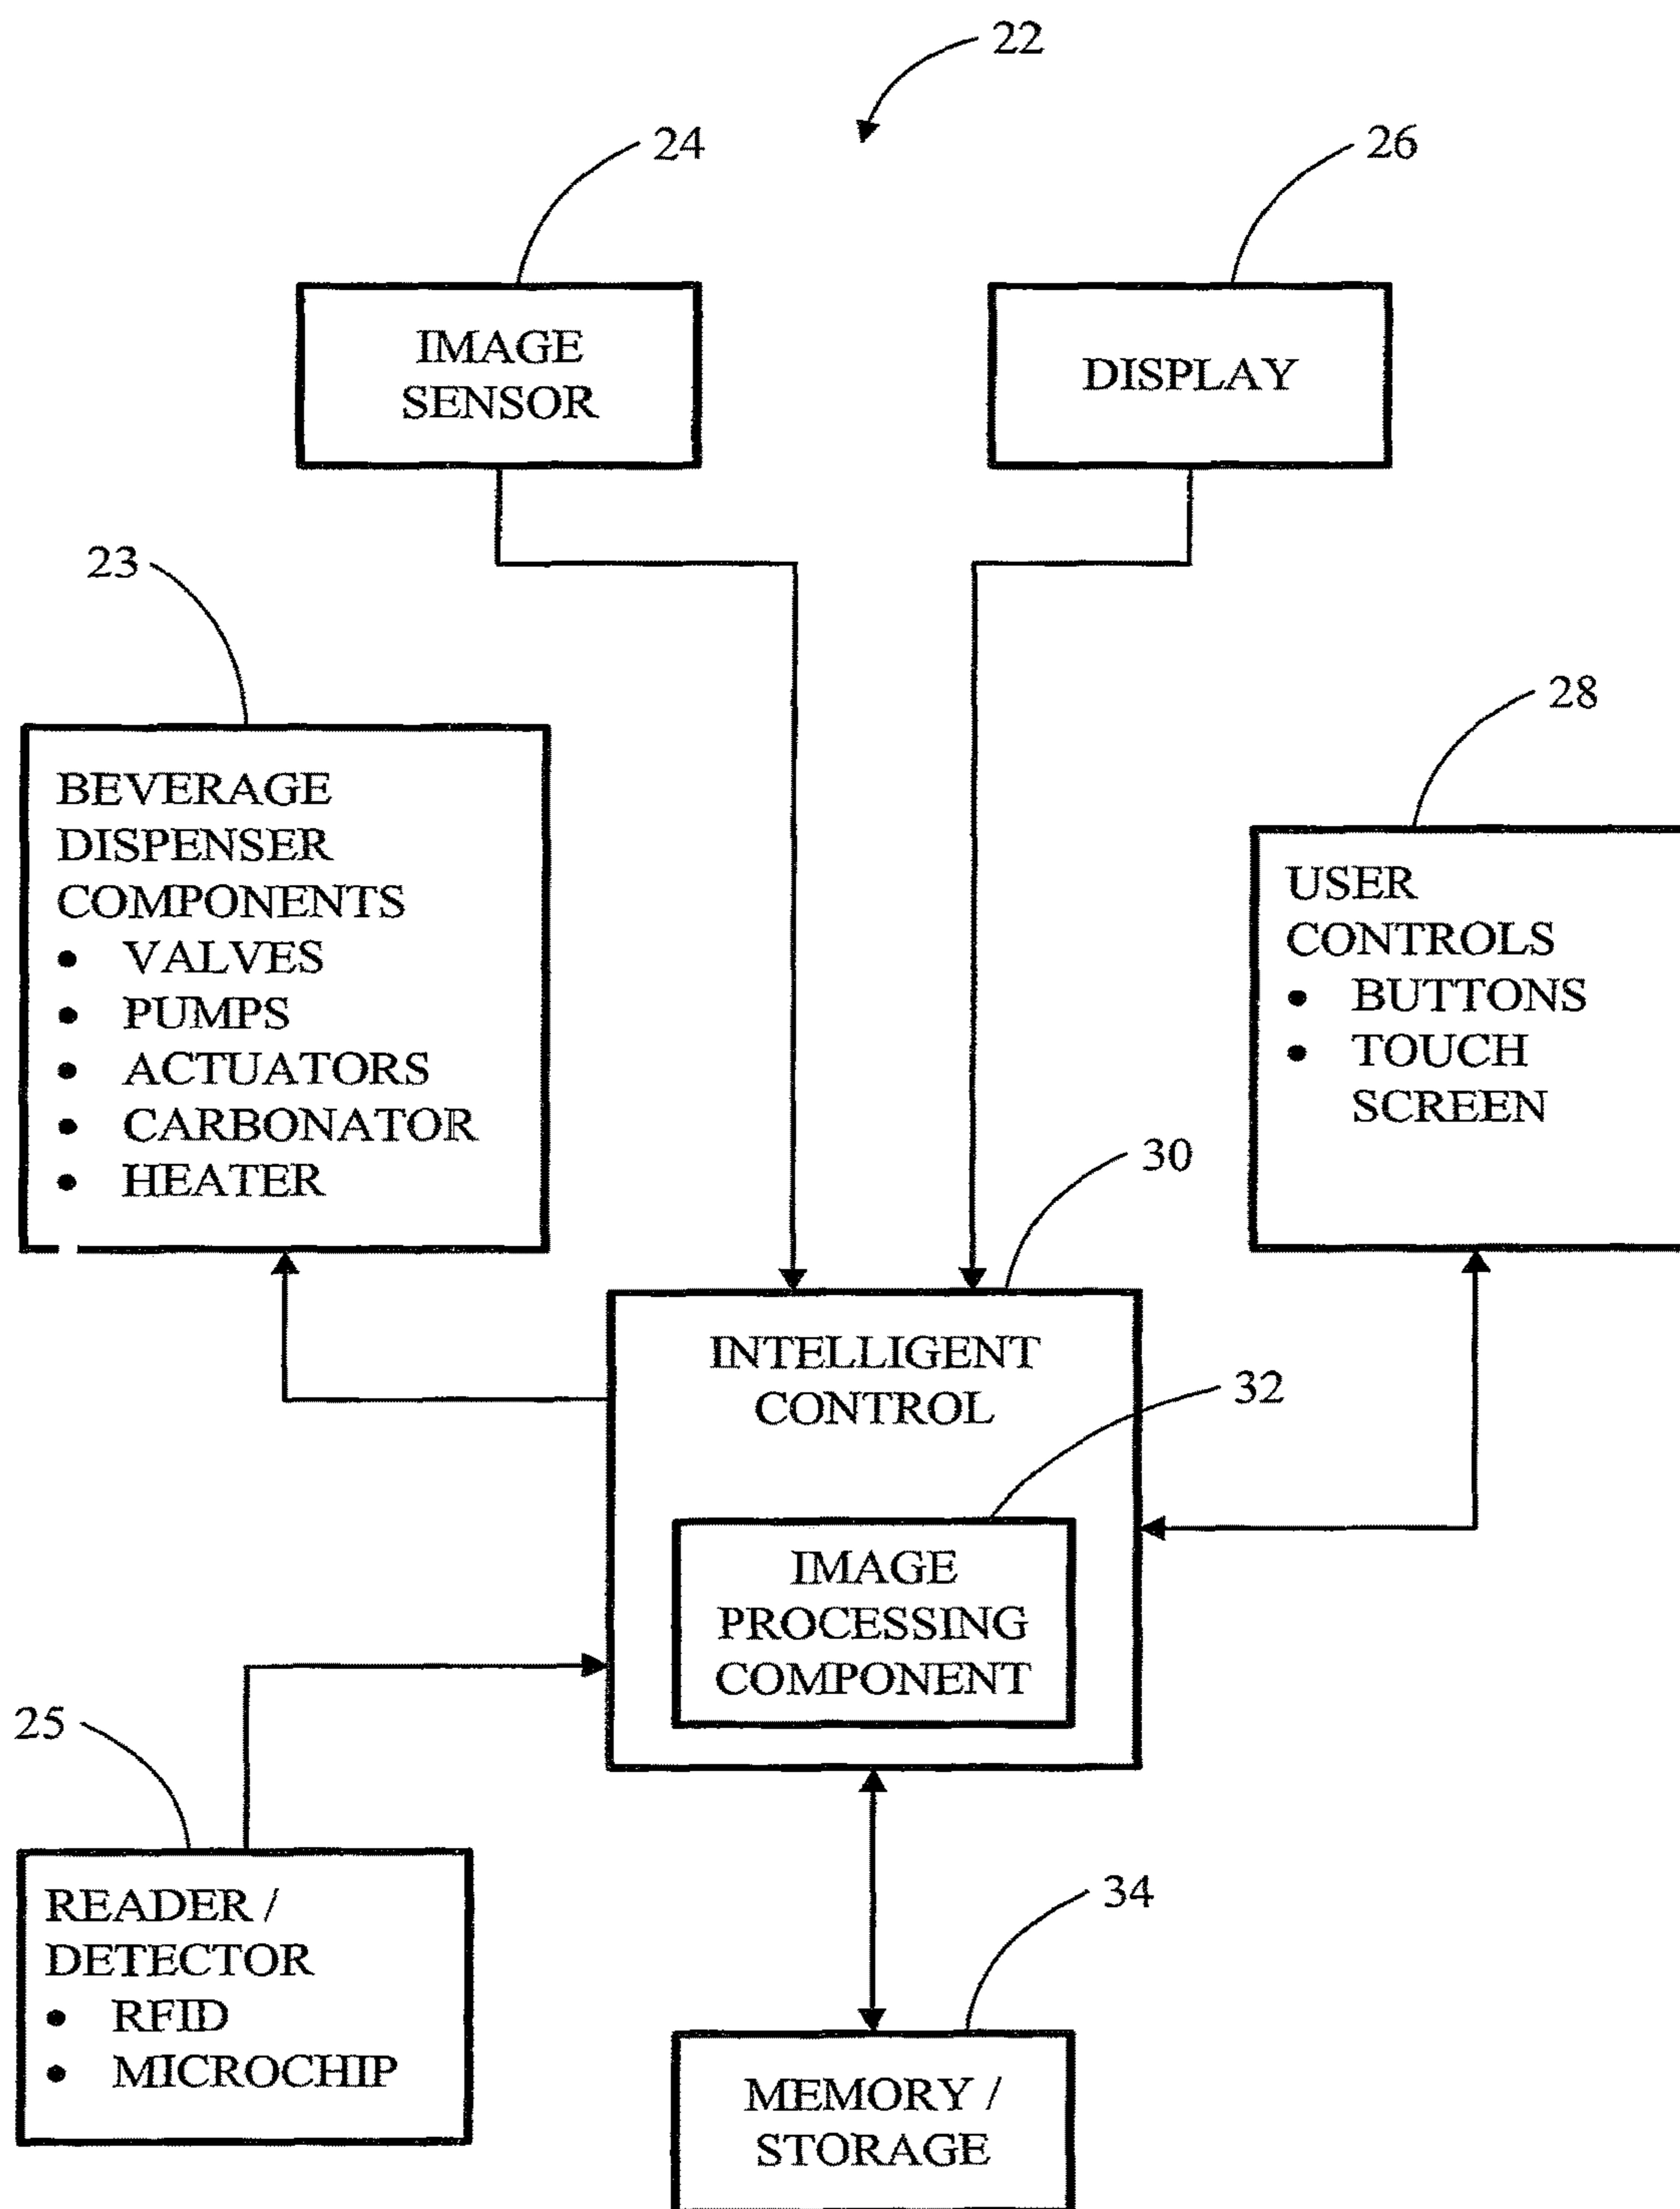 22
24
26
IMAGE
SENSOR
DISPLAY
23
28
BEVERAGE
DISPENSER
COMPONENTS
• VALVES
• PUMPS
• ACTUATORS
• CARBONATOR
• HEATER
USER
CONTROLS
• BUTTONS
• TOUCH
SCREEN
30
INTELLIGENT
CONTROL
32
IMAGE
PROCESSING
COMPONENT
25
READER /
DETECTOR
• RFID
• MICROCHIP
34
MEMORY /
STORAGE